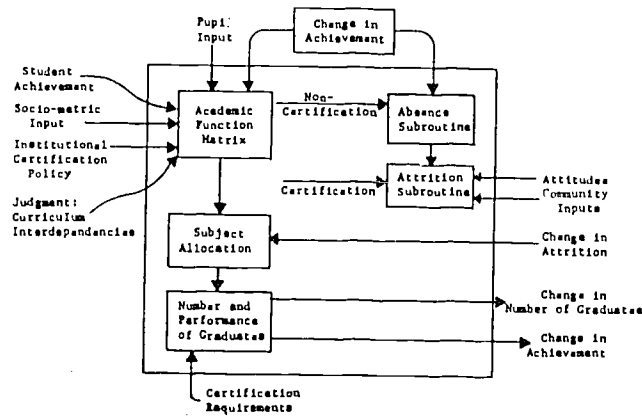 Pupil
Input
Change in
Achievement
Student
Achievement
Socio-metric
Input
Institutional
Certification
Policy
Judgment:
Curriculum
Interdependancies
Academic
Function
Matrix
Non-
Certification
Absence
Subroutine
Certification
Attrition
Subroutine
Attitudes
Community
Inputs
Subject
Allocation
Change in
Attrition
Number and
Performance
of Graduates
Change in
Number of Graduates
Change in
Achievement
Certification
Requirements